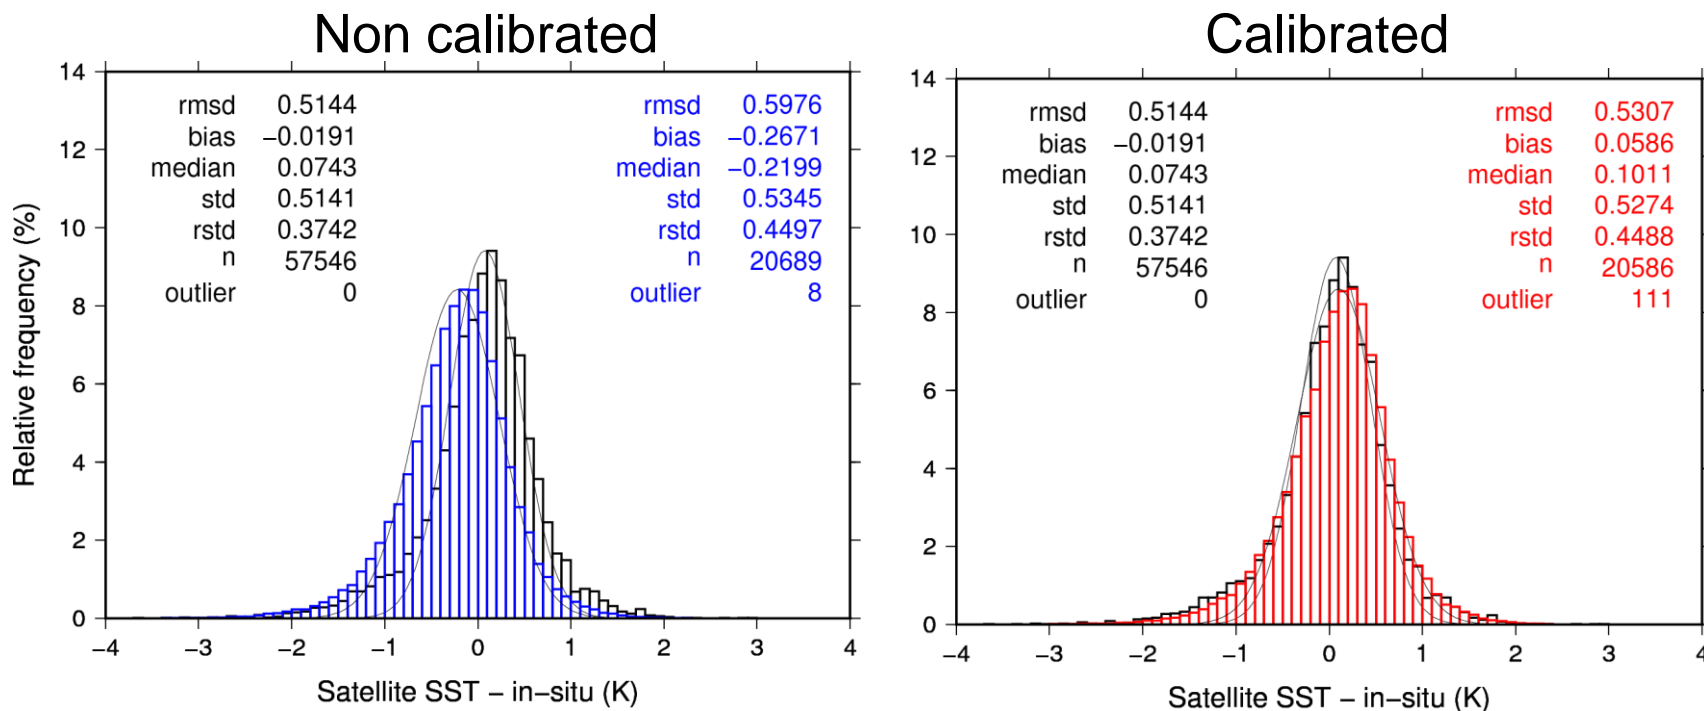 Non calibrated
14
12
10
8
6
4
2
0
Relative frequency (%)
rmsd 0.5144
bias −0.0191
median 0.0743
std 0.5141
rstd 0.3742
n 57546
outlier 0
rmsd 0.5976
bias −0.2671
median −0.2199
std 0.5345
rstd 0.4497
n 20689
outlier 8
−4 −3 −2 −1 0 1 2 3 4
Satellite SST − in−situ (K)
Calibrated
14
12
10
8
6
4
2
0
rmsd 0.5144
bias −0.0191
median 0.0743
std 0.5141
rstd 0.3742
n 57546
outlier 0
rmsd 0.5307
bias 0.0586
median 0.1011
std 0.5274
rstd 0.4488
n 20586
outlier 111
−4 −3 −2 −1 0 1 2 3 4
Satellite SST − in−situ (K)